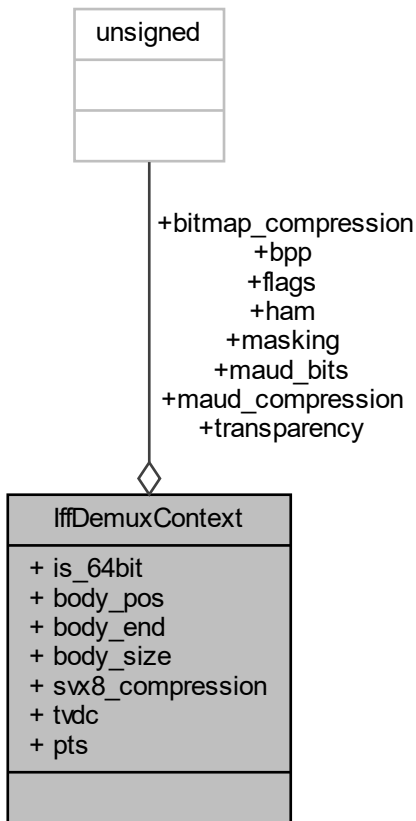 unsigned
+bitmap_compression
+bpp
+flags
+ham
+masking
+maud_bits
+maud_compression
+transparency
IffDemuxContext
+ is_64bit
+ body_pos
+ body_end
+ body_size
+ svx8_compression
+ tvdc
+ pts